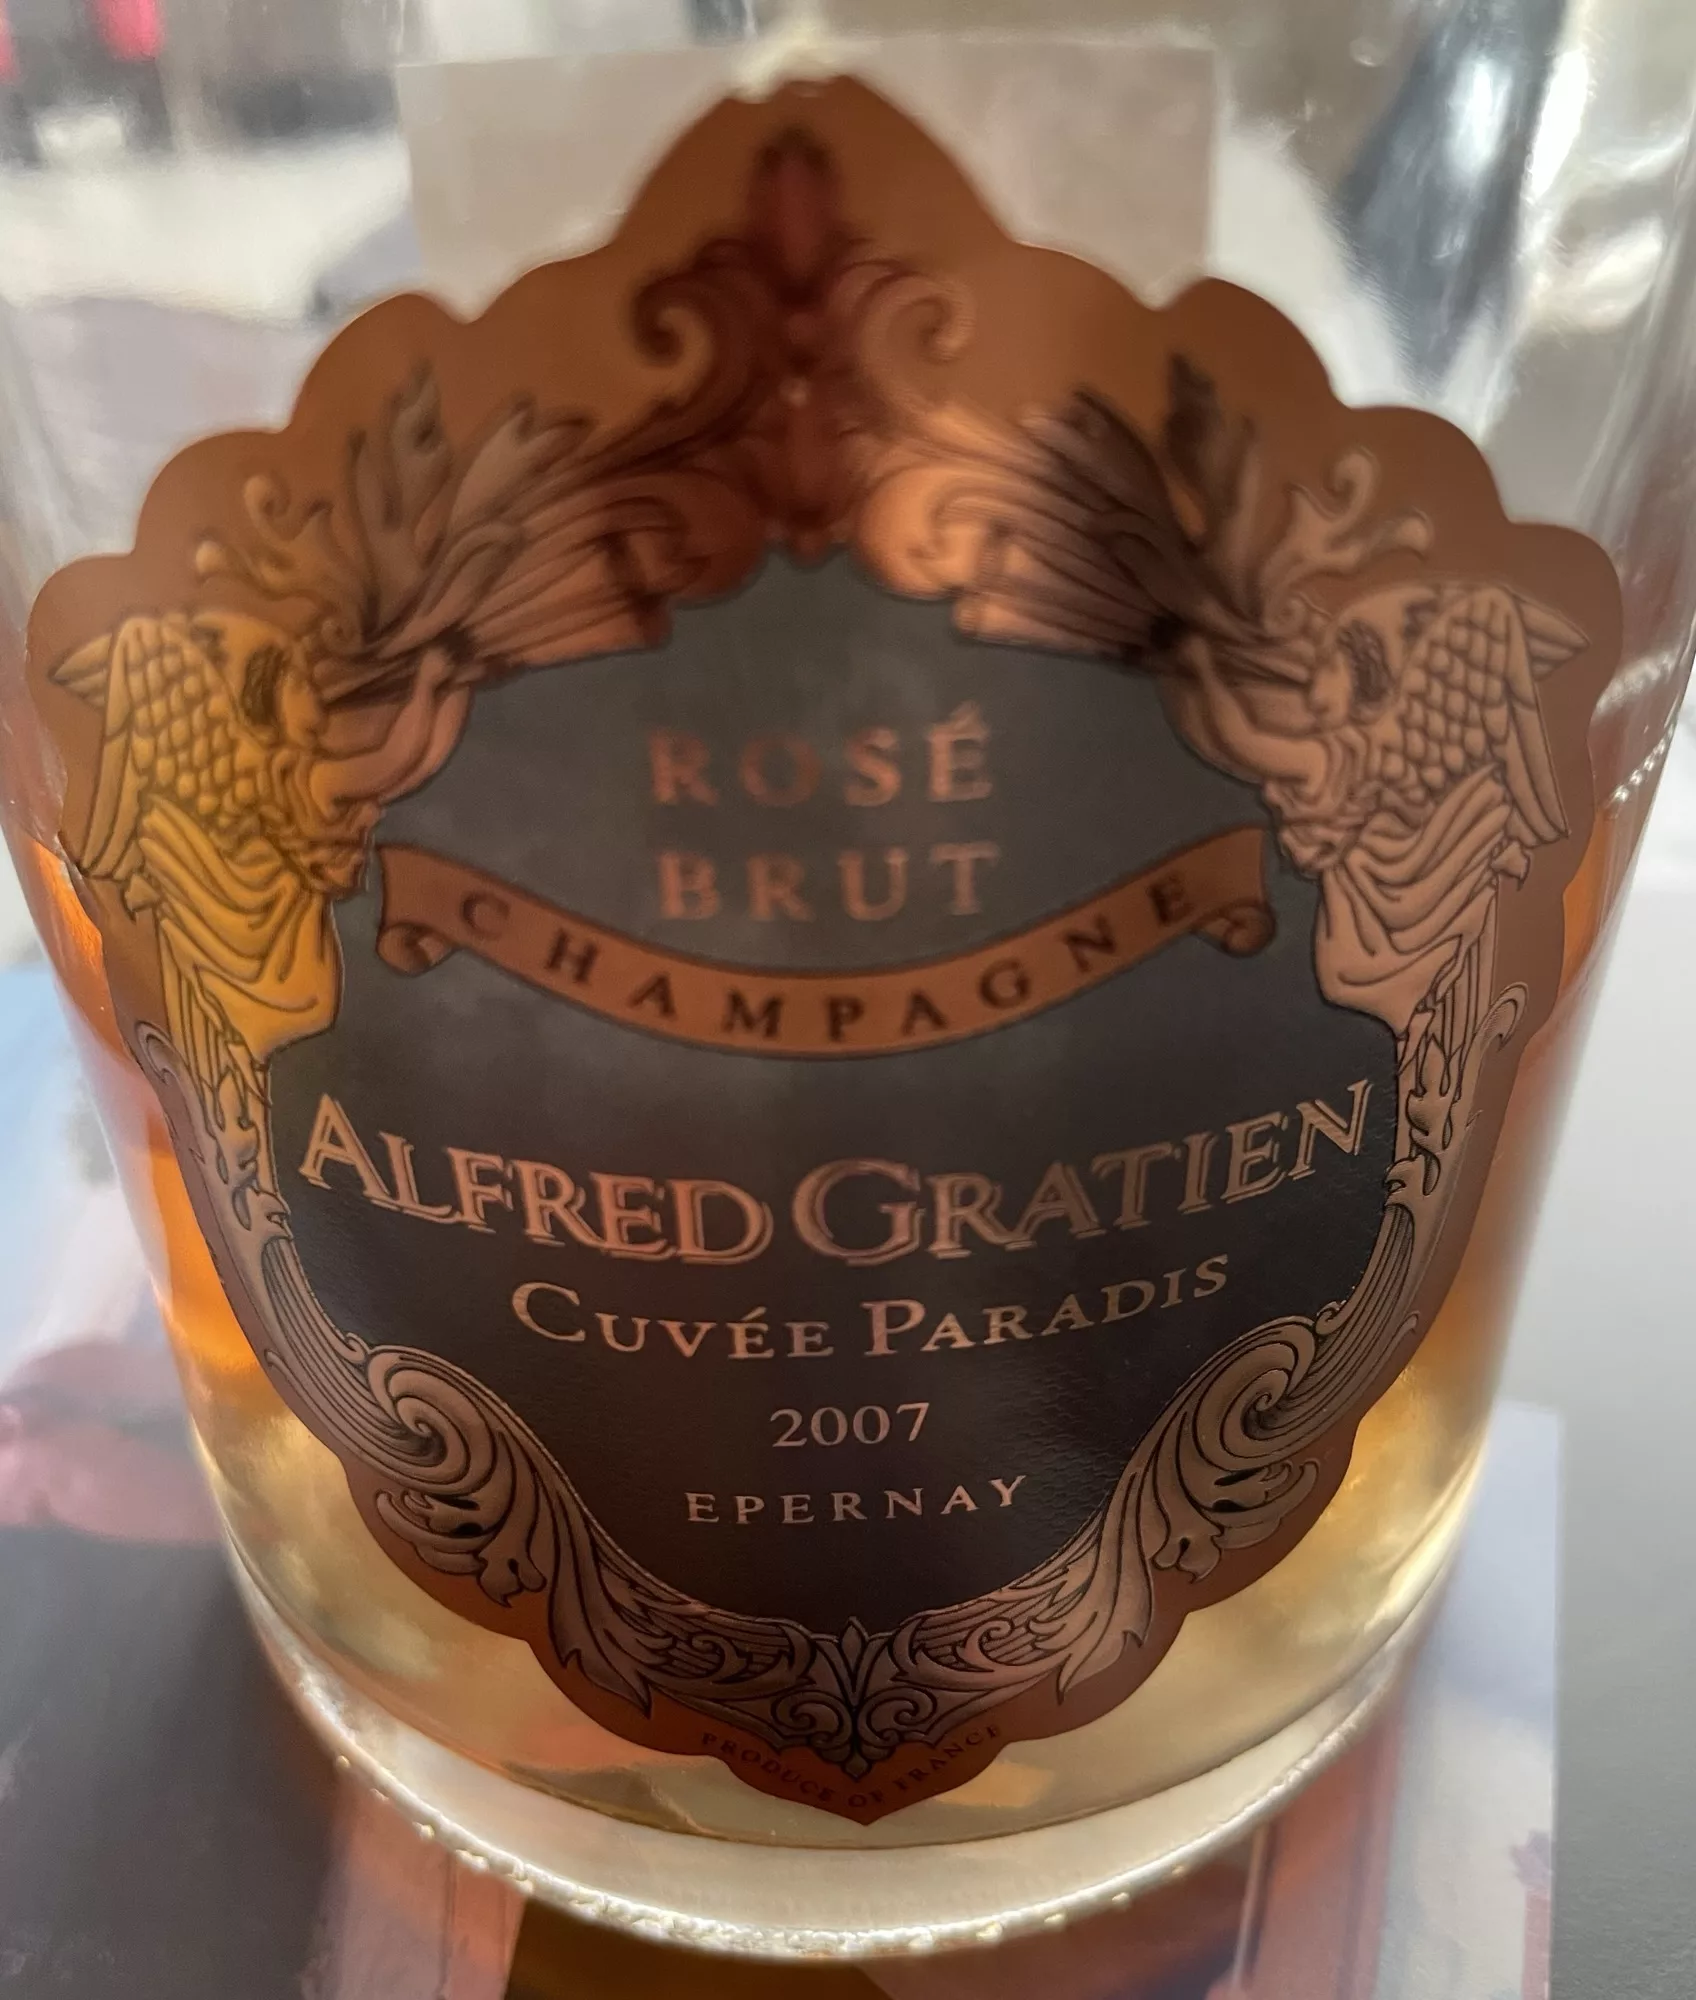 ROSÉ
BRUT
CHAMPAGNE
ALFRED GRATIEN
CUVÉE PARADIS
2007
EPERNAY
PRODUCE OF FRANCE